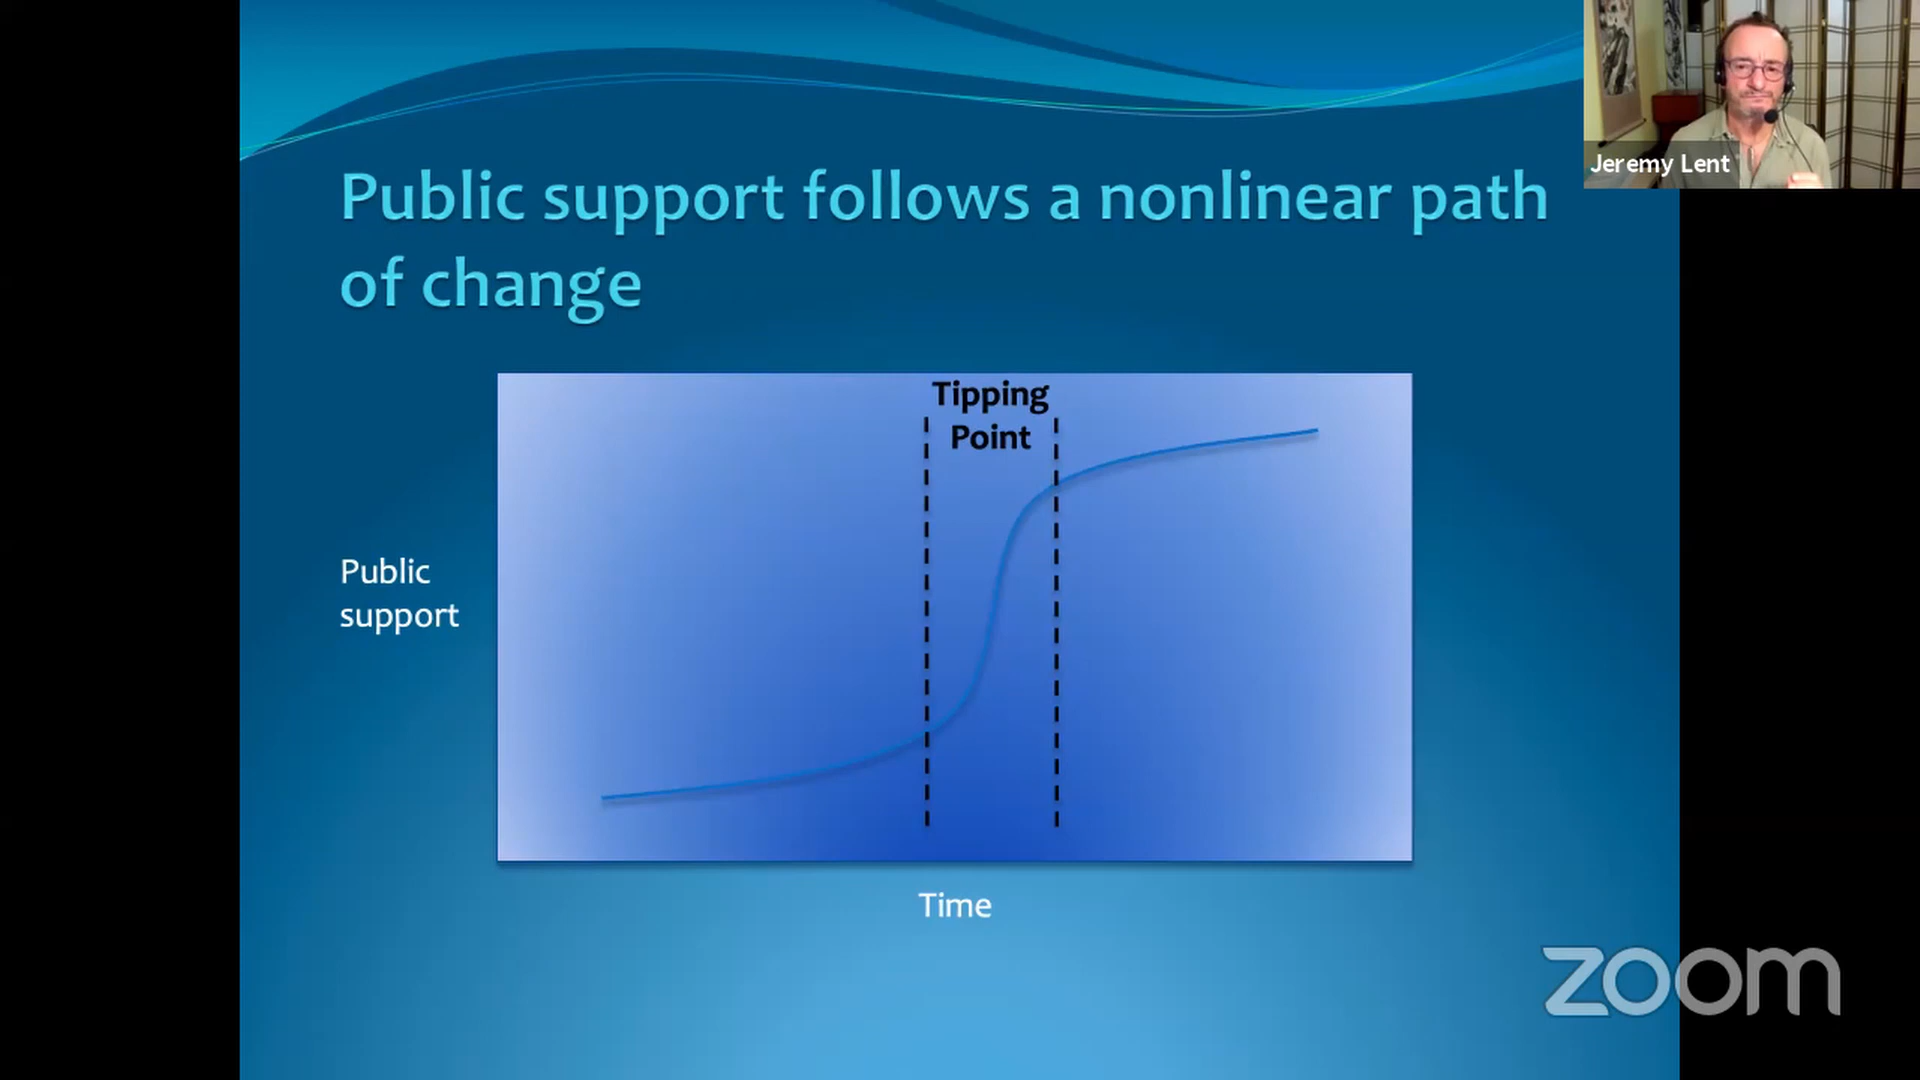 Jeremy Lent
Public support follows a nonlinear path
of change
Tipping
Point
Public
support
Time
zoom